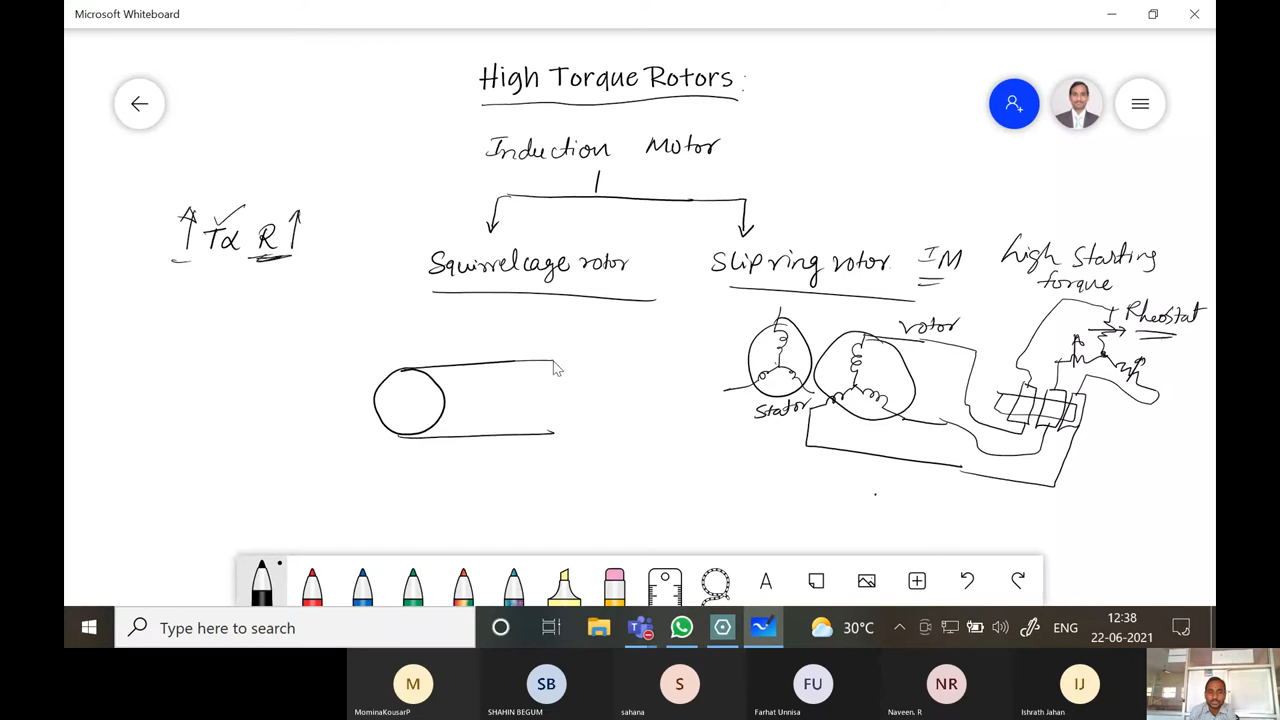 Microsoft Whiteboard
High Torque Rotors:
Induction Motor
↑ T α R ↑
Squirrelcage rotor
Slipring rotor IM
high starting
torque
Rheostat
rotor
Stator
A
Type here to search
30°C
ENG
12:38
22-06-2021
M
SB
S
FU
NR
IJ
MominaKousarP
SHAHIN BEGUM
sahana
Farhat Unnisa
Naveen. R
Ishrath Jahan